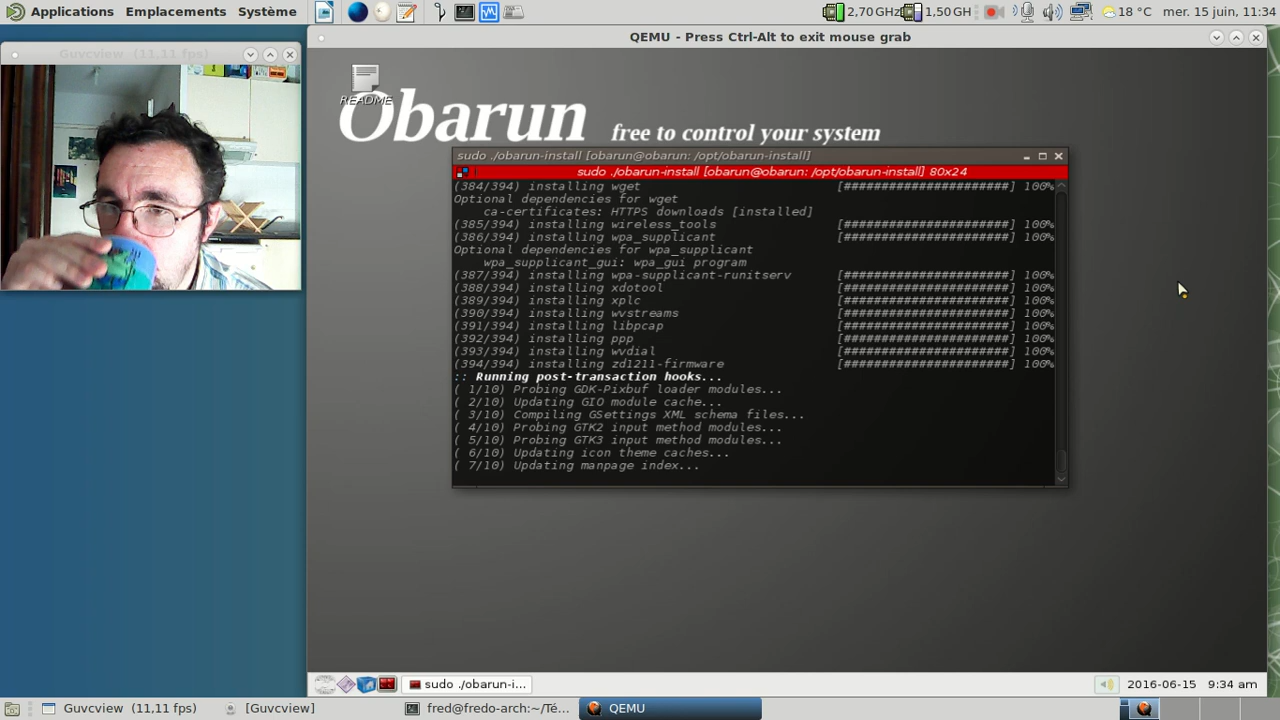 Applications Emplacements Système 2,70 GHz 1,50 GH 18 °C mer. 15 juin, 11:34
Guvcview (11,11 fps)
QEMU - Press Ctrl-Alt to exit mouse grab
README
Obarun free to control your system
sudo ./obarun-install [obarun@obarun: /opt/obarun-install]
sudo ./obarun-install [obarun@obarun: /opt/obarun-install] 80x24
(384/394) installing wget [######################] 100%
Optional dependencies for wget
ca-certificates: HTTPS downloads [installed]
(385/394) installing wireless_tools [######################] 100%
(386/394) installing wpa_supplicant [######################] 100%
Optional dependencies for wpa_supplicant
wpa_supplicant_gui: wpa_gui program
(387/394) installing wpa-supplicant-runitserv [######################] 100%
(388/394) installing xdotool [######################] 100%
(389/394) installing xplc [######################] 100%
(390/394) installing wvstreams [######################] 100%
(391/394) installing libpcap [######################] 100%
(392/394) installing ppp [######################] 100%
(393/394) installing wvdial [######################] 100%
(394/394) installing zd1211-firmware [######################] 100%
:: Running post-transaction hooks...
( 1/10) Probing GDK-Pixbuf loader modules...
( 2/10) Updating GIO module cache...
( 3/10) Compiling GSettings XML schema files...
( 4/10) Probing GTK2 input method modules...
( 5/10) Probing GTK3 input method modules...
( 6/10) Updating icon theme caches...
( 7/10) Updating manpage index...
sudo ./obarun-i... 2016-06-15 9:34 am
Guvcview (11,11 fps) [Guvcview] fred@fredo-arch:~/Té... QEMU